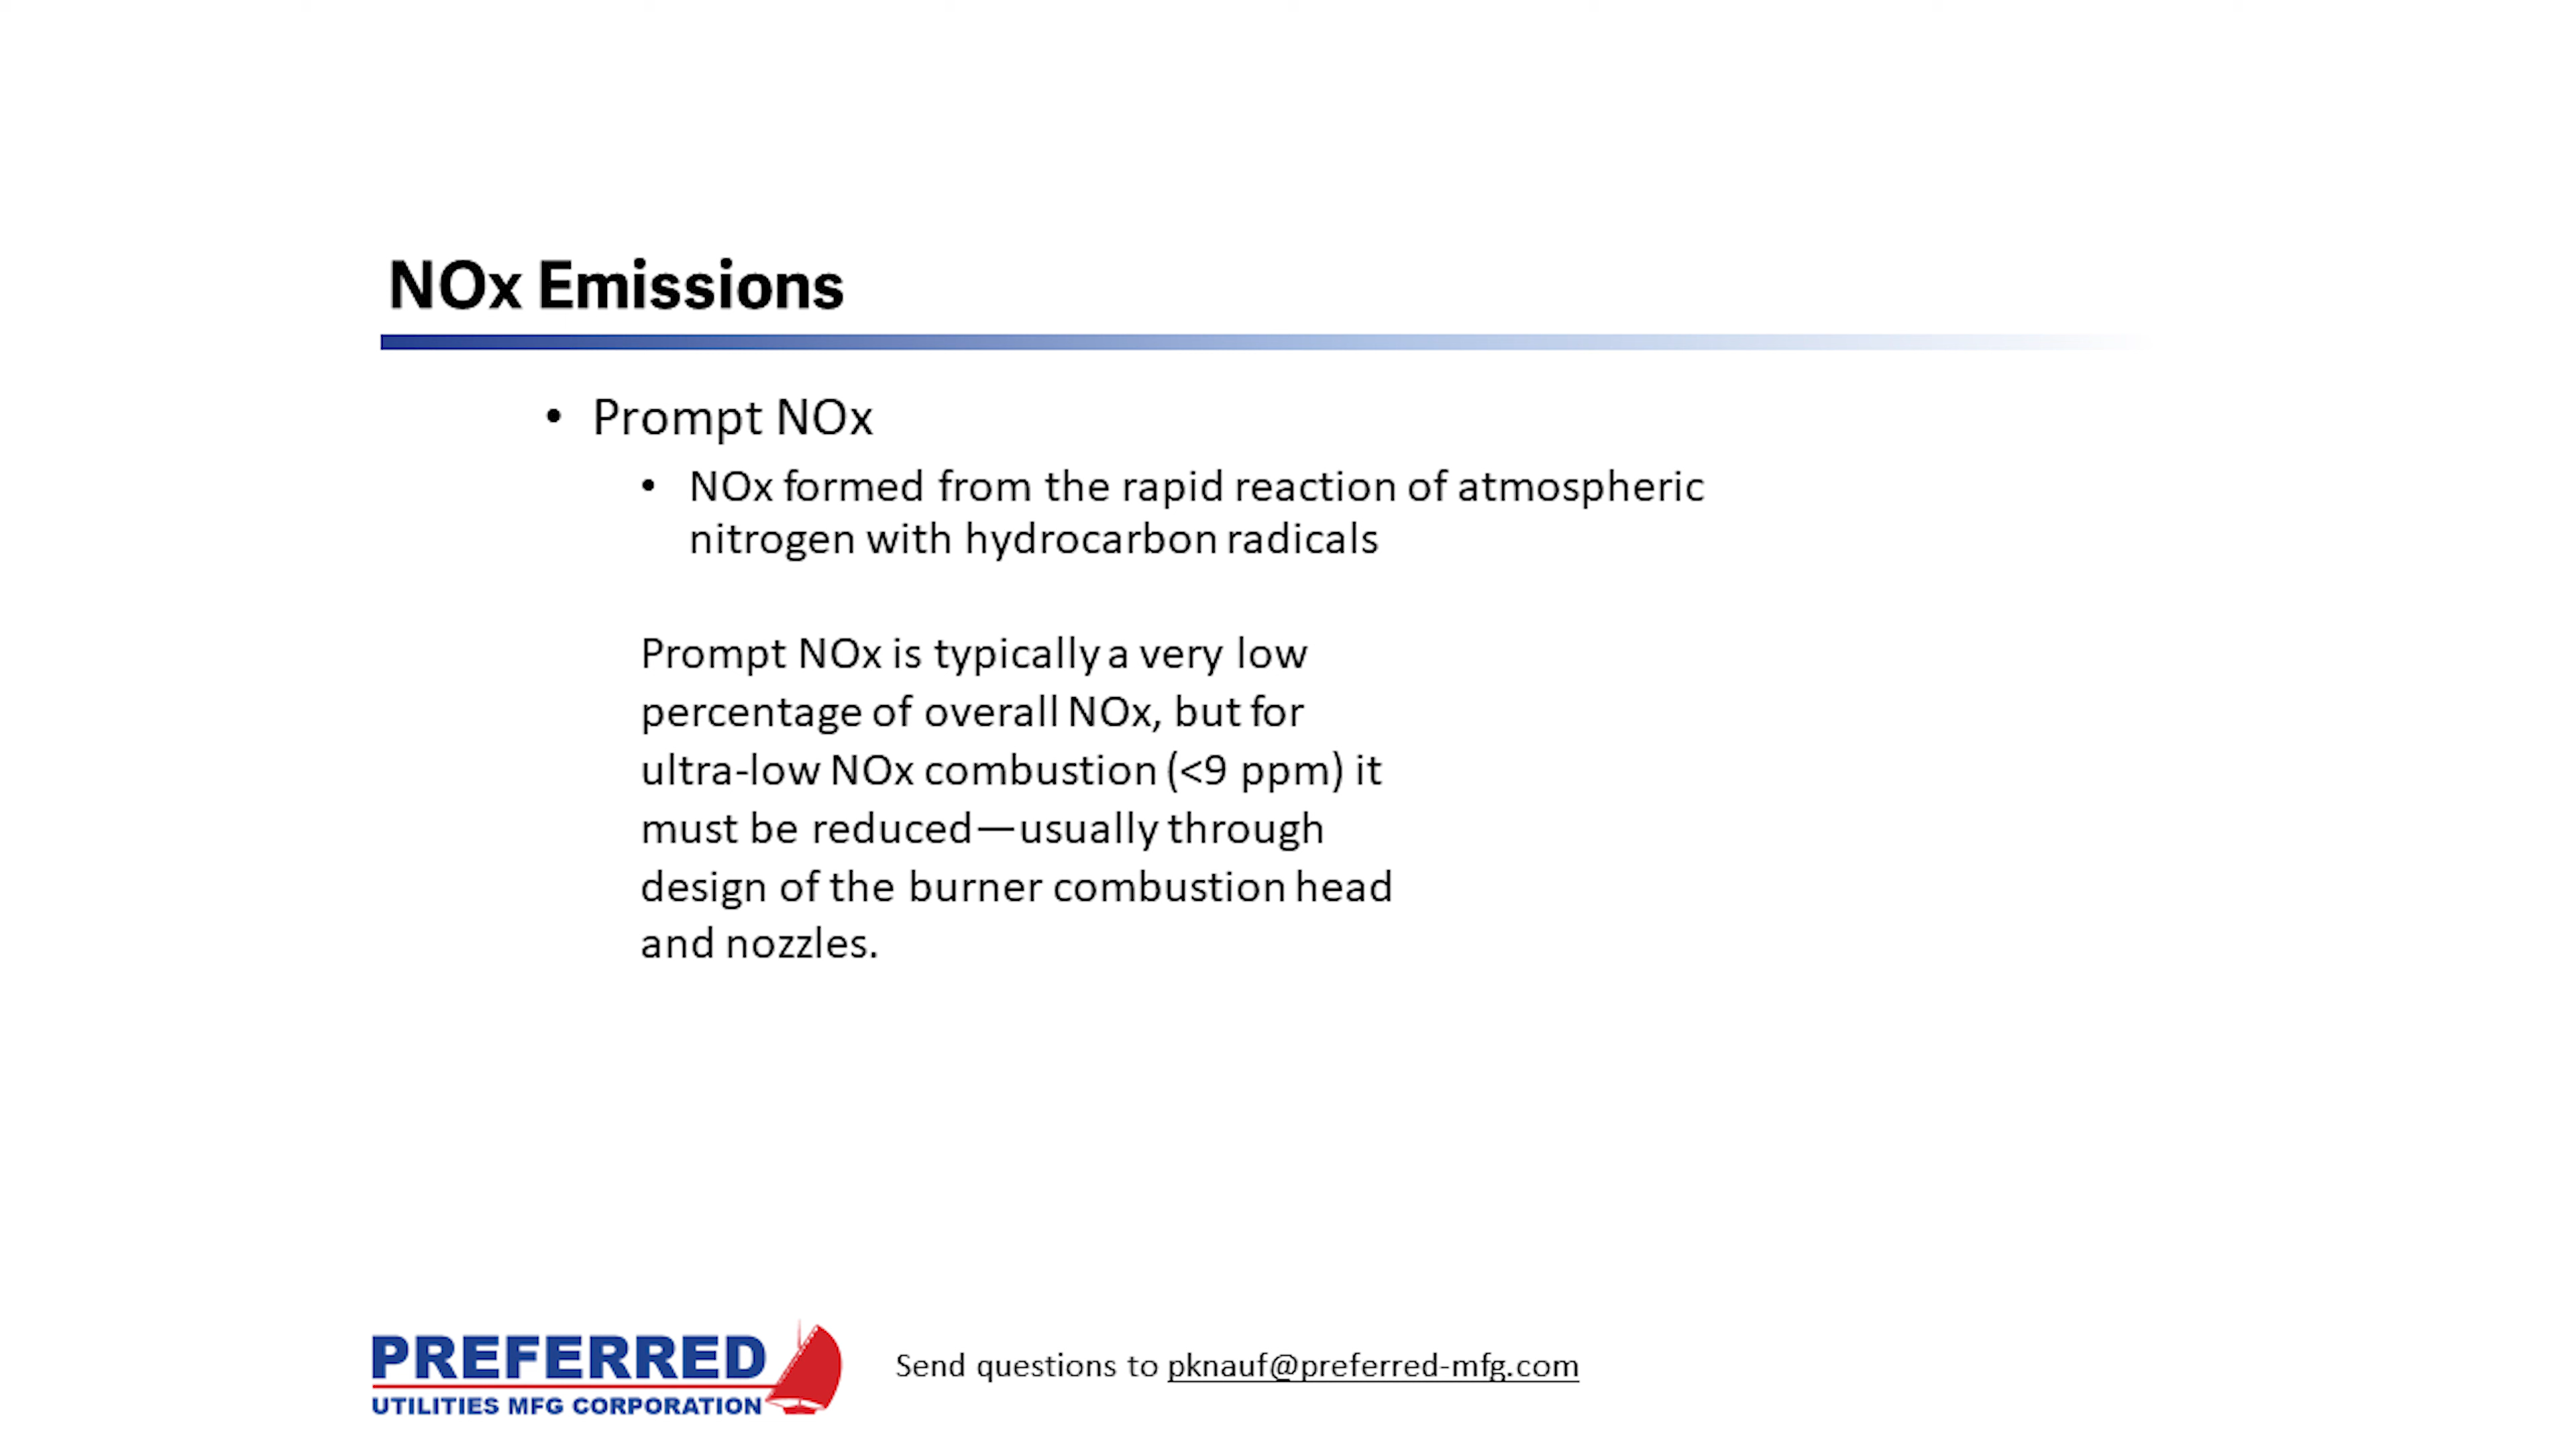 NOx Emissions
• Prompt NOx
• NOx formed from the rapid reaction of atmospheric
nitrogen with hydrocarbon radicals
Prompt NOx is typically a very low
percentage of overall NOx, but for
ultra-low NOx combustion (<9 ppm) it
must be reduced—usually through
design of the burner combustion head
and nozzles.
PREFERRED
UTILITIES MFG CORPORATION
Send questions to pknauf@preferred-mfg.com